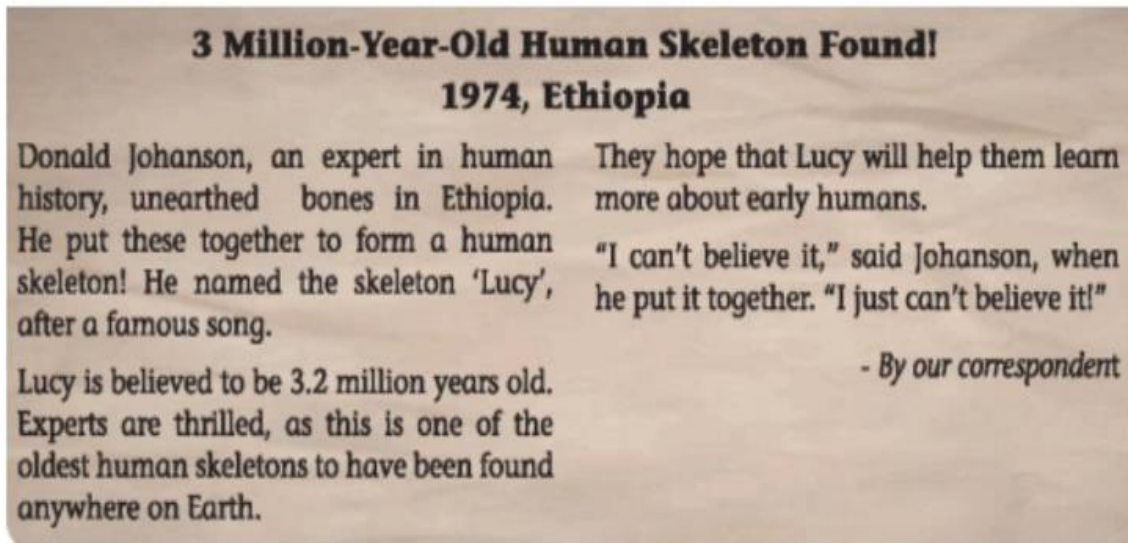 3 Million-Year-Old Human Skeleton Found!
1974, Ethiopia
Donald Johanson, an expert in human
history, unearthed bones in Ethiopia.
He put these together to form a human
skeleton! He named the skeleton ‘Lucy’,
after a famous song.
Lucy is believed to be 3.2 million years old.
Experts are thrilled, as this is one of the
oldest human skeletons to have been found
anywhere on Earth.
They hope that Lucy will help them learn
more about early humans.
“I can’t believe it,” said Johanson, when
he put it together. “I just can’t believe it!”
- By our correspondent